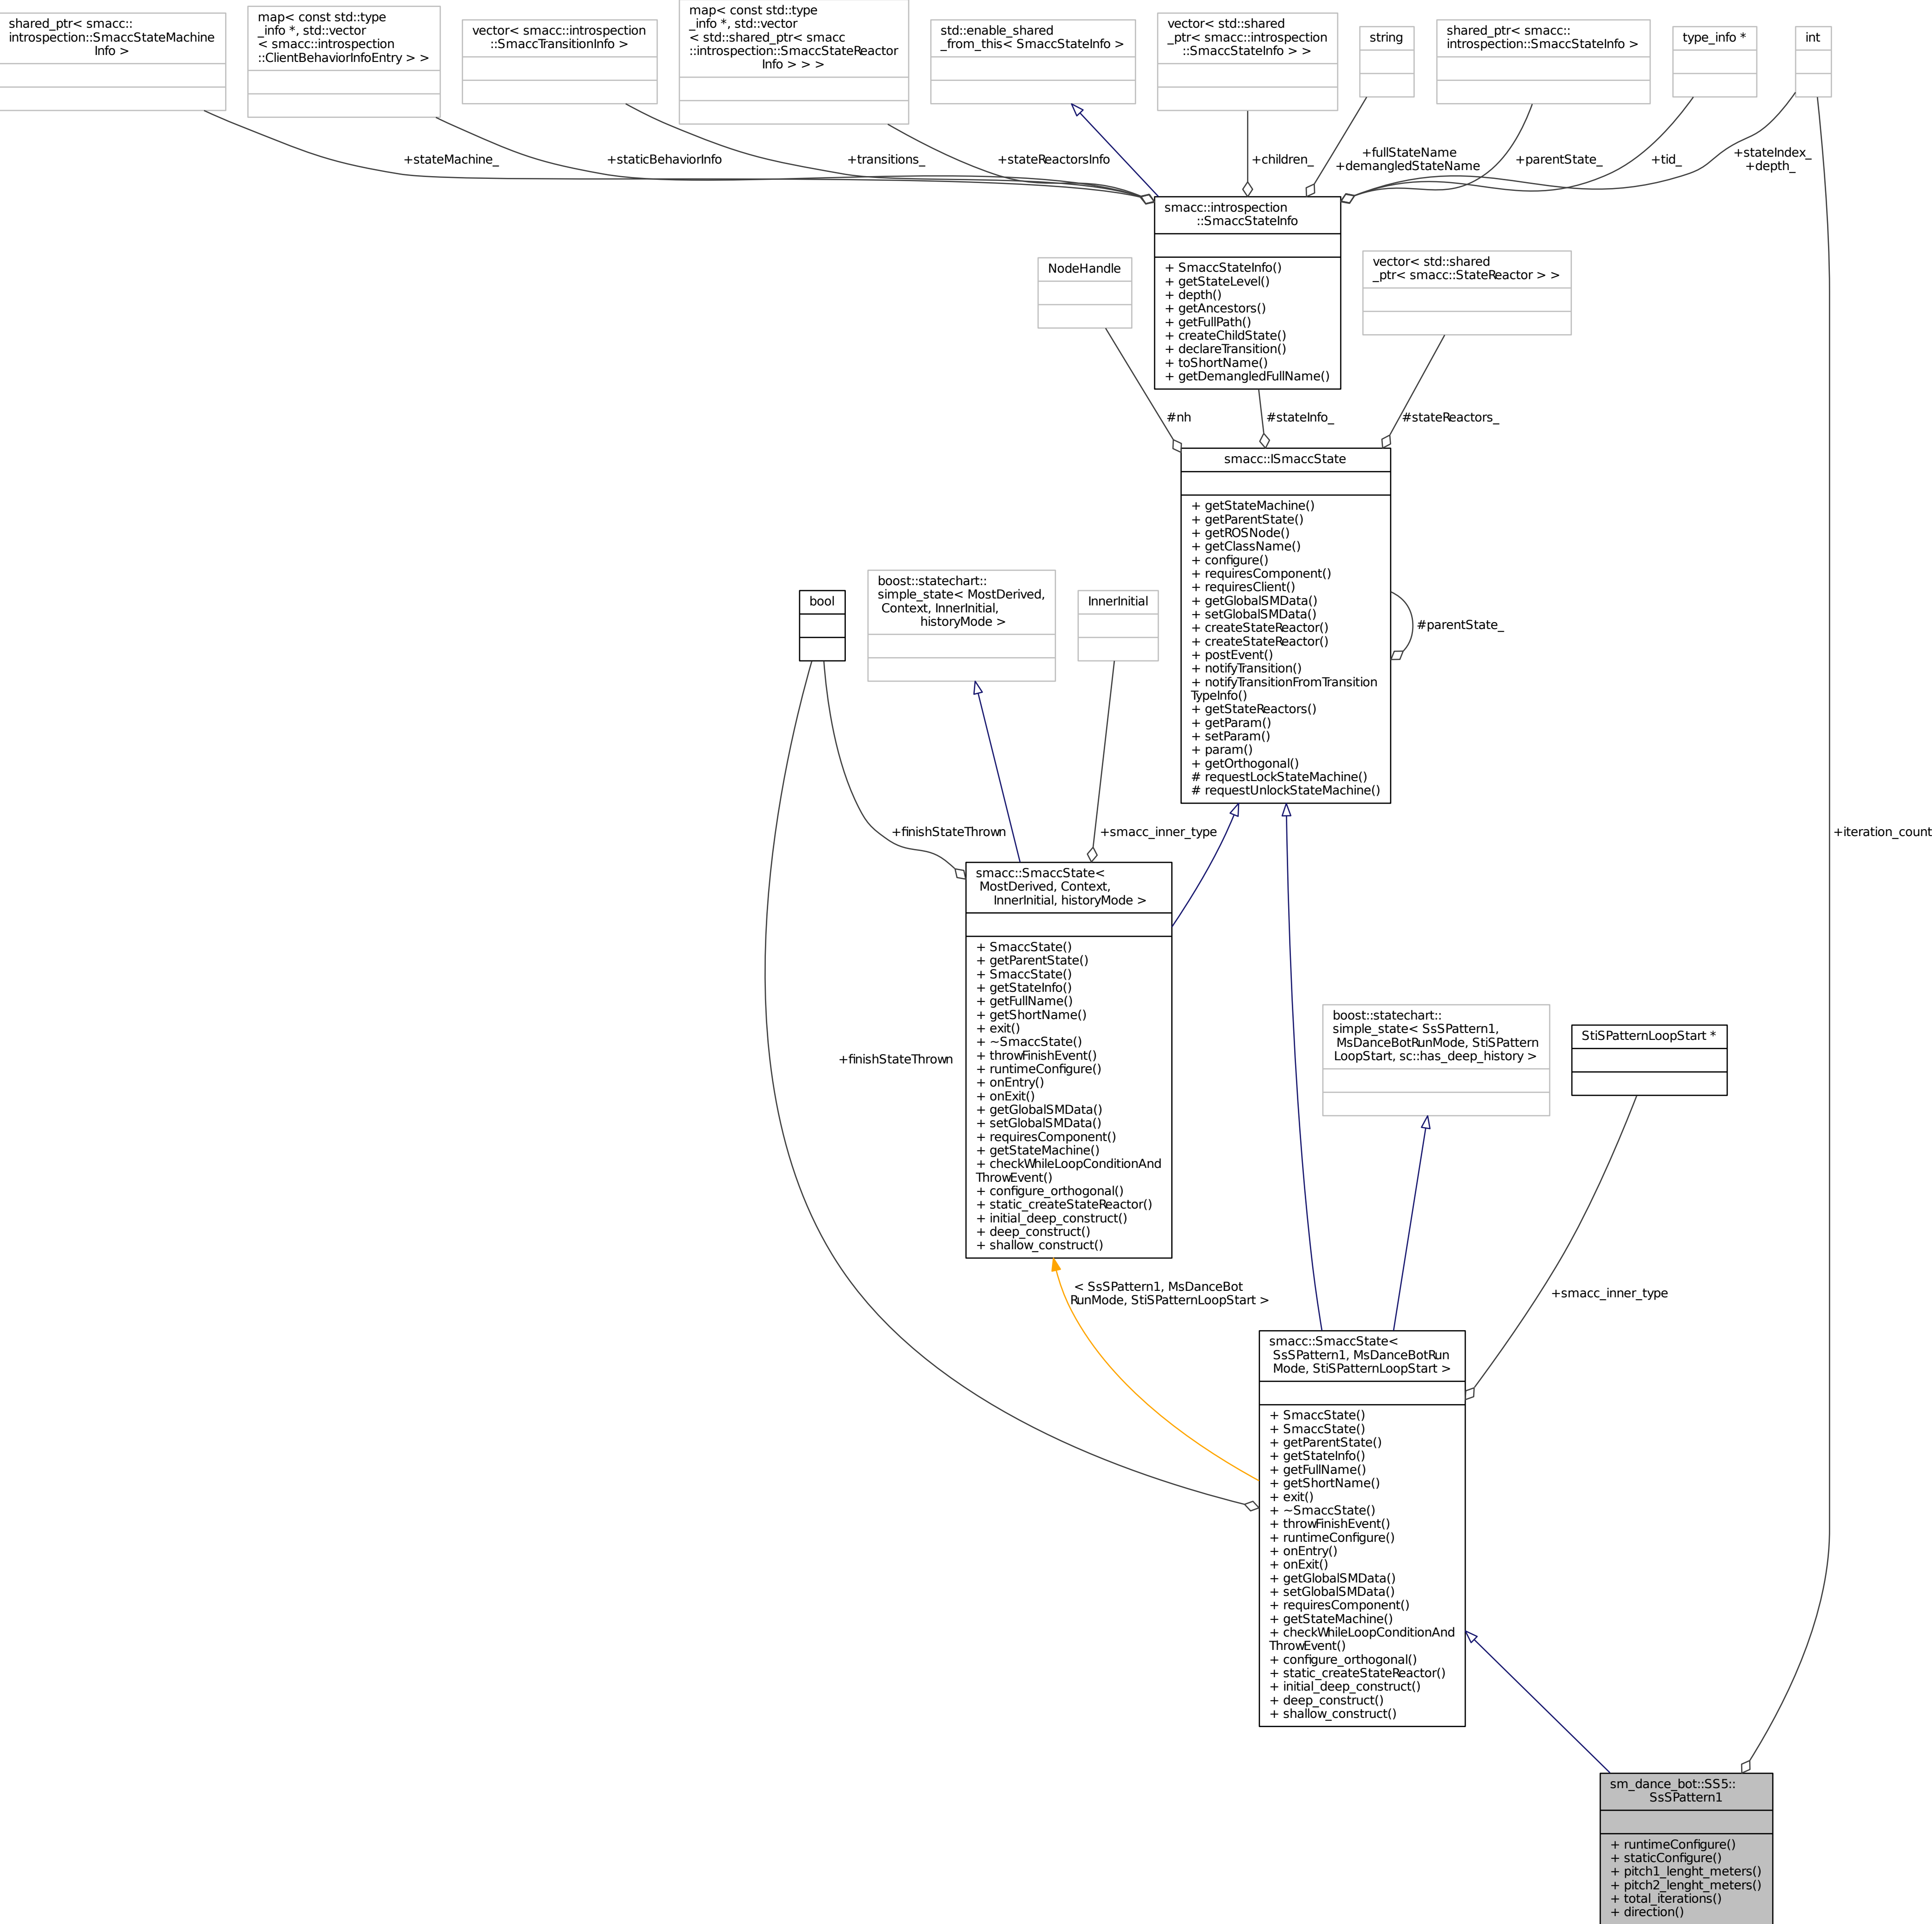 shared_ptr< smacc::
introspection::SmaccStateMachine
Info >
map< const std::type
_info *, std::vector
< smacc::introspection
::ClientBehaviorInfoEntry > >
vector< smacc::introspection
::SmaccTransitionInfo >
map< const std::type
_info *, std::vector
< std::shared_ptr< smacc
::introspection::SmaccStateReactor
Info > > >
std::enable_shared
_from_this< SmaccStateInfo >
vector< std::shared
_ptr< smacc::introspection
::SmaccStateInfo > >
string
shared_ptr< smacc::
introspection::SmaccStateInfo >
type_info *
int
+stateMachine_
+staticBehaviorInfo
+transitions_
+stateReactorsInfo
+children_
+fullStateName
+demangledStateName
+parentState_
+tid_
+stateIndex_
+depth_
smacc::introspection
::SmaccStateInfo
+ SmaccStateInfo()
+ getStateLevel()
+ depth()
+ getAncestors()
+ getFullPath()
+ createChildState()
+ declareTransition()
+ toShortName()
+ getDemangledFullName()
NodeHandle
vector< std::shared
_ptr< smacc::StateReactor > >
#nh
#stateInfo_
#stateReactors_
smacc::ISmaccState
+ getStateMachine()
+ getParentState()
+ getROSNode()
+ getClassName()
+ configure()
+ requiresComponent()
+ requiresClient()
+ getGlobalSMData()
+ setGlobalSMData()
+ createStateReactor()
+ createStateReactor()
+ postEvent()
+ notifyTransition()
+ notifyTransitionFromTransition
TypeInfo()
+ getStateReactors()
+ getParam()
+ setParam()
+ param()
+ getOrthogonal()
# requestLockStateMachine()
# requestUnlockStateMachine()
#parentState_
bool
boost::statechart::
simple_state< MostDerived,
Context, InnerInitial,
historyMode >
InnerInitial
+finishStateThrown
+smacc_inner_type
+iteration_count
smacc::SmaccState<
MostDerived, Context,
InnerInitial, historyMode >
+ SmaccState()
+ getParentState()
+ SmaccState()
+ getStateInfo()
+ getFullName()
+ getShortName()
+ exit()
+ ~SmaccState()
+ throwFinishEvent()
+ runtimeConfigure()
+ onEntry()
+ onExit()
+ getGlobalSMData()
+ setGlobalSMData()
+ requiresComponent()
+ getStateMachine()
+ checkWhileLoopConditionAnd
ThrowEvent()
+ configure_orthogonal()
+ static_createStateReactor()
+ initial_deep_construct()
+ deep_construct()
+ shallow_construct()
+finishStateThrown
boost::statechart::
simple_state< SsSPattern1,
MsDanceBotRunMode, StiSPattern
LoopStart, sc::has_deep_history >
StiSPatternLoopStart *
< SsSPattern1, MsDanceBot
RunMode, StiSPatternLoopStart >
+smacc_inner_type
smacc::SmaccState<
SsSPattern1, MsDanceBotRun
Mode, StiSPatternLoopStart >
+ SmaccState()
+ SmaccState()
+ getParentState()
+ getStateInfo()
+ getFullName()
+ getShortName()
+ exit()
+ ~SmaccState()
+ throwFinishEvent()
+ runtimeConfigure()
+ onEntry()
+ onExit()
+ getGlobalSMData()
+ setGlobalSMData()
+ requiresComponent()
+ getStateMachine()
+ checkWhileLoopConditionAnd
ThrowEvent()
+ configure_orthogonal()
+ static_createStateReactor()
+ initial_deep_construct()
+ deep_construct()
+ shallow_construct()
sm_dance_bot::SS5::
SsSPattern1
+ runtimeConfigure()
+ staticConfigure()
+ pitch1_lenght_meters()
+ pitch2_lenght_meters()
+ total_iterations()
+ direction()